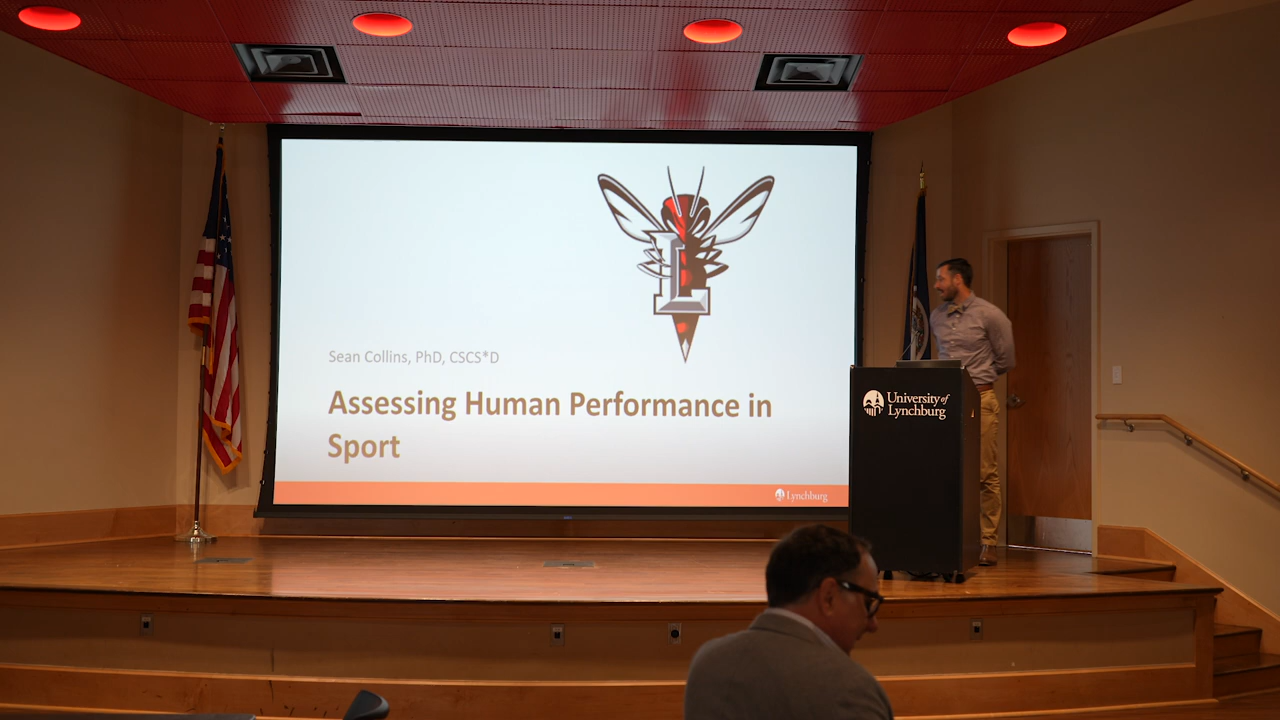 Sean Collins, PhD, CSCS*D
Assessing Human Performance in
Sport
Lynchburg
L
University of
Lynchburg